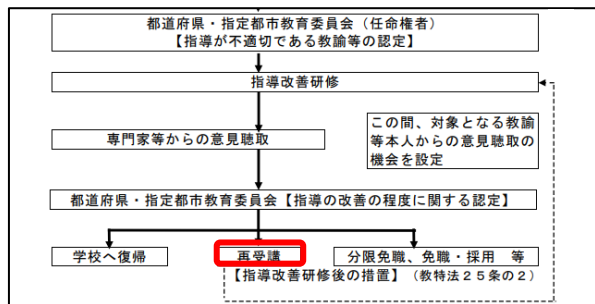 都道府県・指定都市教育委員会（任命権者）
【指導が不適切である教諭等の認定】
指導改善研修
この間、対象となる教諭
等本人からの意見聴取の
機会を設定
専門家等からの意見聴取
都道府県・指定都市教育委員会【指導の改善の程度に関する認定】
学校へ復帰
再受講
分限免職、免職・採用　等
【指導改善研修後の措置】（教特法２５条の２）